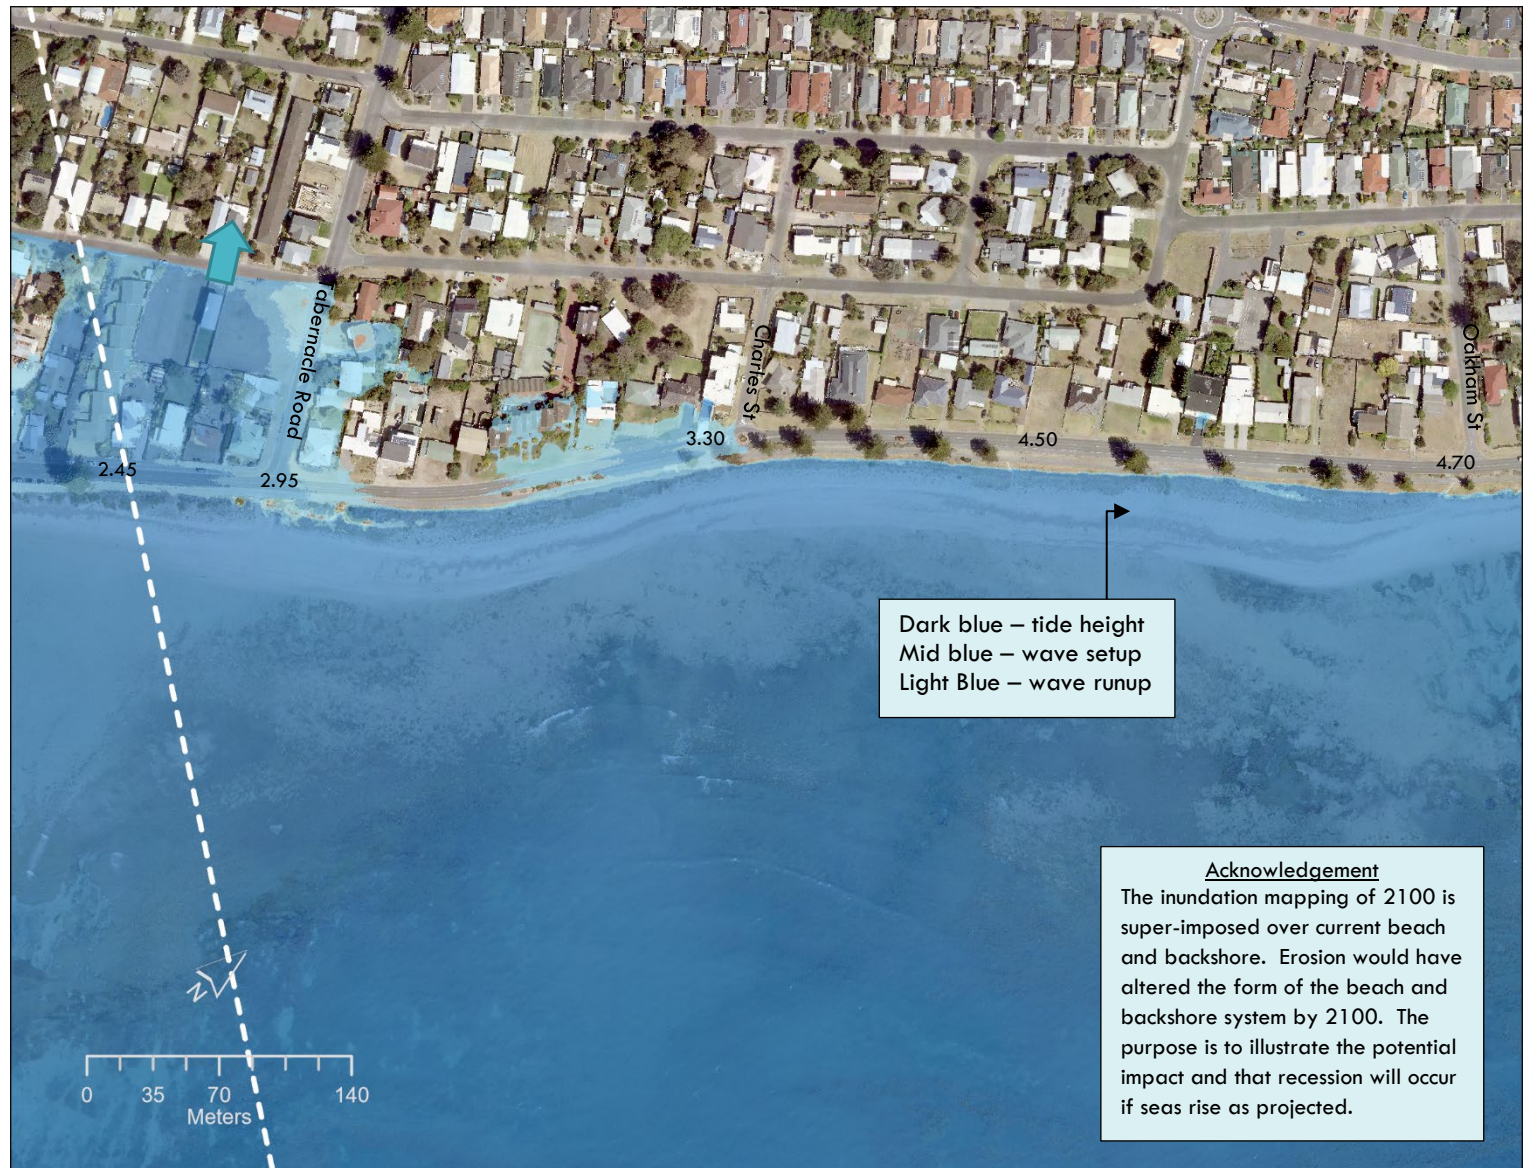 Tabernacle Road
Charles St
Oakham St
2.45
2.95
3.30
4.50
4.70
Dark blue – tide height
Mid blue – wave setup
Light Blue – wave runup
Acknowledgement
The inundation mapping of 2100 is
super-imposed over current beach
and backshore. Erosion would have
altered the form of the beach and
backshore system by 2100. The
purpose is to illustrate the potential
impact and that recession will occur
if seas rise as projected.
N
0 35 70 140
Meters